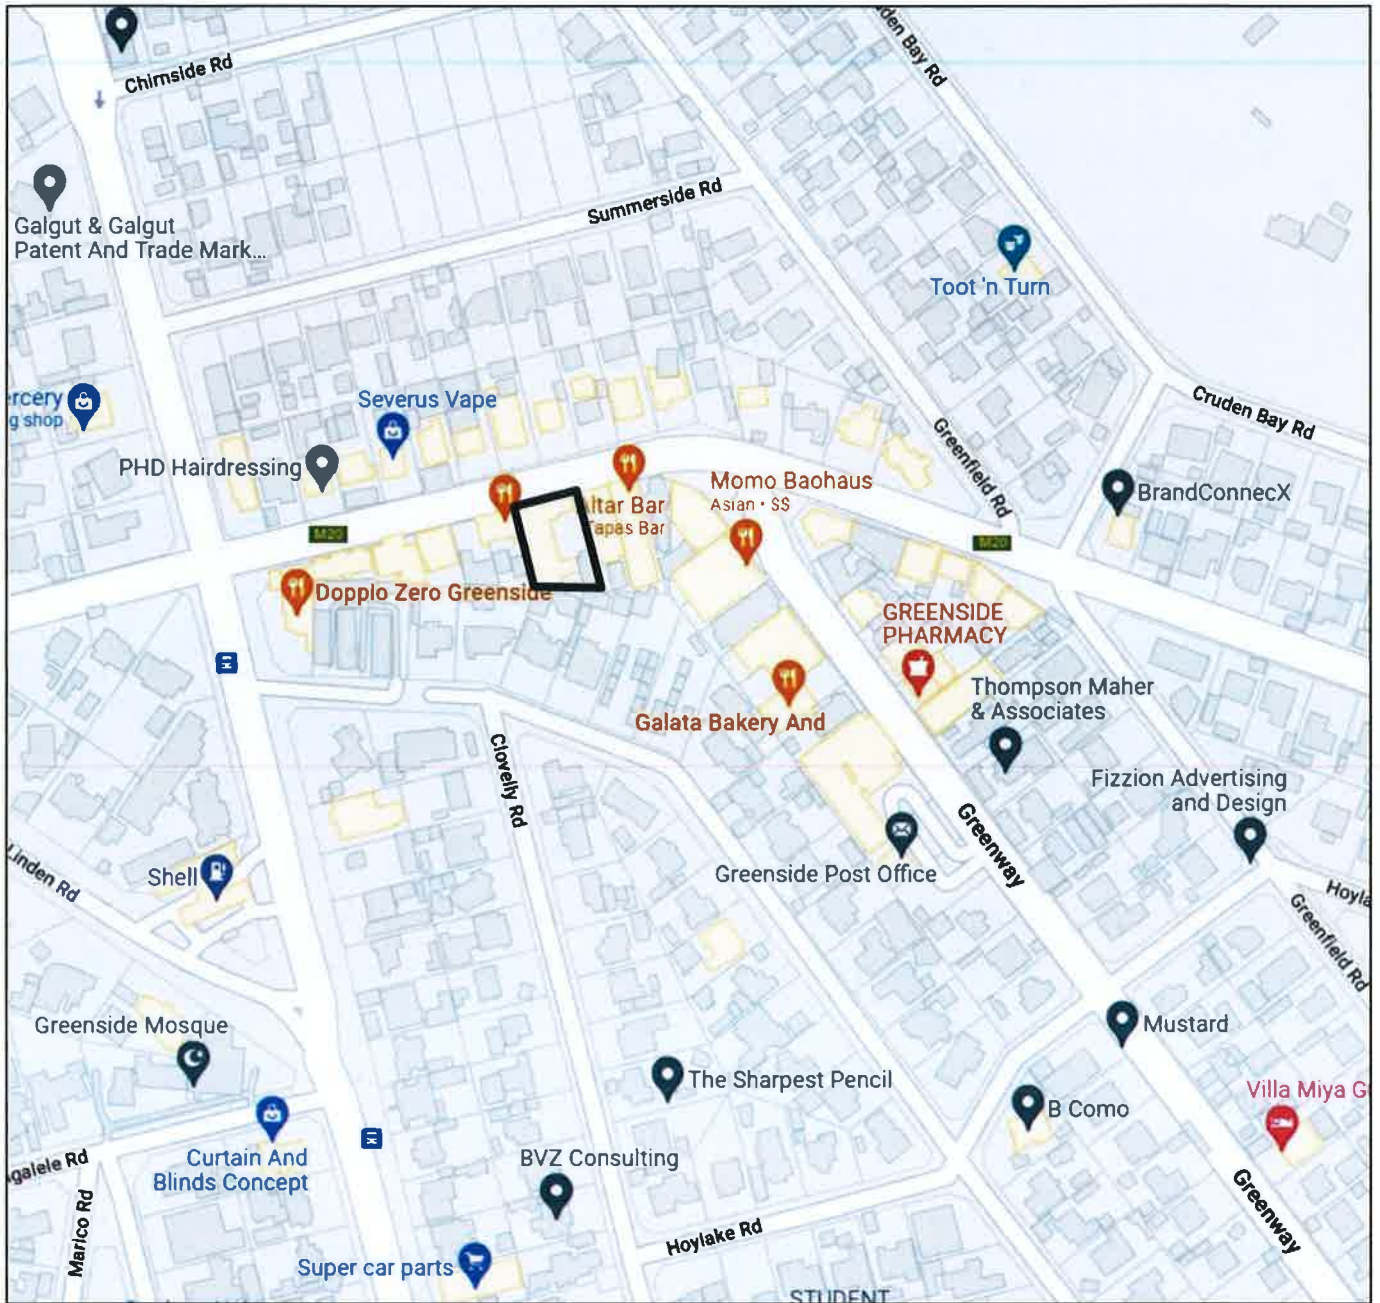 den Bay Rd
Chirnside Rd
Summerside Rd
Galgut & Galgut
Patent And Trade Mark...
Toot 'n Turn
rcery
g shop
Severus Vape
Cruden Bay Rd
PHD Hairdressing
Greenfield Rd
Momo Baohaus
Asian · $$
ltar Bar
apas Bar
BrandConnecX
M20
M20
Dopplo Zero Greenside
GREENSIDE
PHARMACY
Thompson Maher
& Associates
Galata Bakery And
Clovelly Rd
Fizzion Advertising
and Design
Greenway
Linden Rd
Shell
Greenside Post Office
Hoyla
Greenfield Rd
Greenside Mosque
Mustard
The Sharpest Pencil
Villa Miya G
B Como
Curtain And
Blinds Concept
galele Rd
BVZ Consulting
Marico Rd
Greenway
Hoylake Rd
Super car parts
STUDENT